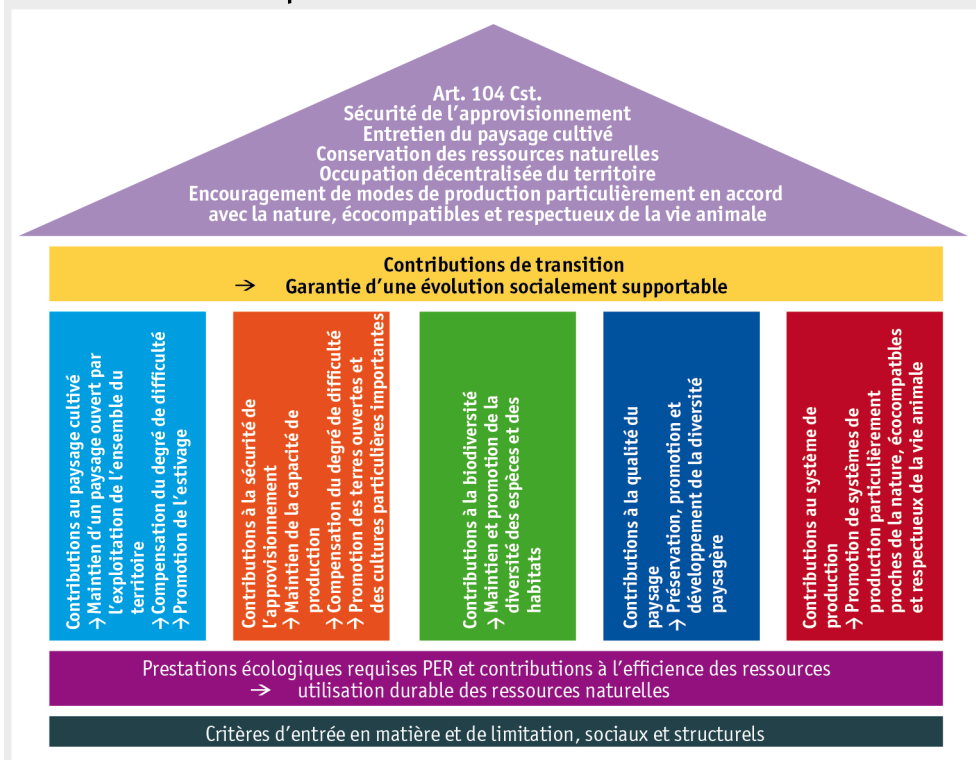 Art. 104 Cst.
Sécurité de l'approvisionnement
Entretien du paysage cultivé
Conservation des ressources naturelles
Occupation décentralisée du territoire
Encouragement de modes de production particulièrement en accord
avec la nature, écocompatibles et respectueux de la vie animale
Contributions de transition
→ Garantie d'une évolution socialement supportable
Contributions au paysage cultivé
→ Maintien d'un paysage ouvert par
l'exploitation de l'ensemble du
territoire
→ Compensation du degré de difficulté
→ Promotion de l'estivage
Contributions à la sécurité de
l'approvisionnement
→ Maintien de la capacité de
production
→ Compensation du degré de difficulté
→ Promotion des terres ouvertes et
des cultures particulières importantes
Contributions à la biodiversité
→ Maintien et promotion de la
diversité des espèces et des
habitats
Contributions à la qualité du
paysage
→ Préservation, promotion et
développement de la diversité
paysagère
Contributions au système de
production
→ Promotion de systèmes de
production particulièrement
proches de la nature, écocompatbles
et respectueux de la vie animale
Prestations écologiques requises PER et contributions à l'efficience des ressources
→ utilisation durable des ressources naturelles
Critères d'entrée en matière et de limitation, sociaux et structurels